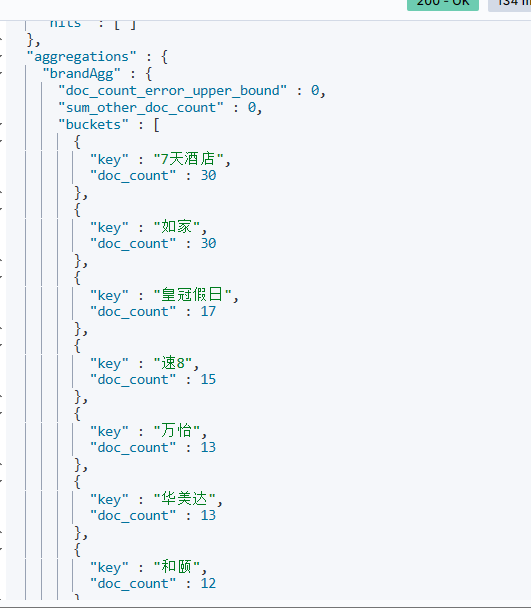 200 - OK
134 m
"hits" : [ ]
},
"aggregations" : {
"brandAgg" : {
"doc_count_error_upper_bound" : 0,
"sum_other_doc_count" : 0,
"buckets" : [
{
"key" : "7天酒店",
"doc_count" : 30
},
{
"key" : "如家",
"doc_count" : 30
},
{
"key" : "皇冠假日",
"doc_count" : 17
},
{
"key" : "速8",
"doc_count" : 15
},
{
"key" : "万怡",
"doc_count" : 13
},
{
"key" : "华美达",
"doc_count" : 13
},
{
"key" : "和颐",
"doc_count" : 12
}